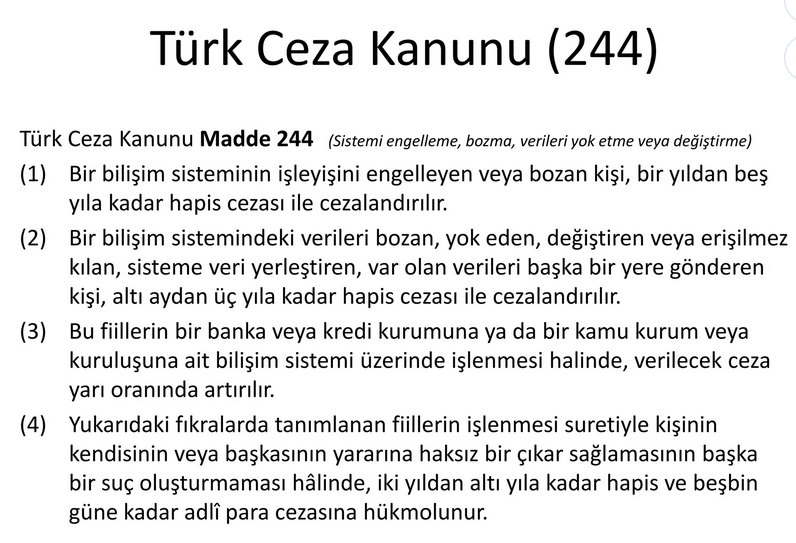 Türk Ceza Kanunu (244)
Türk Ceza Kanunu Madde 244 (Sistemi engelleme, bozma, verileri yok etme veya değiştirme)
(1) Bir bilişim sisteminin işleyişini engelleyen veya bozan kişi, bir yıldan beş
yıla kadar hapis cezası ile cezalandırılır.
(2) Bir bilişim sistemindeki verileri bozan, yok eden, değiştiren veya erişilmez
kılan, sisteme veri yerleştiren, var olan verileri başka bir yere gönderen
kişi, altı aydan üç yıla kadar hapis cezası ile cezalandırılır.
(3) Bu fiillerin bir banka veya kredi kurumuna ya da bir kamu kurum veya
kuruluşuna ait bilişim sistemi üzerinde işlenmesi halinde, verilecek ceza
yarı oranında artırılır.
(4) Yukarıdaki fıkralarda tanımlanan fiillerin işlenmesi suretiyle kişinin
kendisinin veya başkasının yararına haksız bir çıkar sağlamasının başka
bir suç oluşturmaması hâlinde, iki yıldan altı yıla kadar hapis ve beşbin
güne kadar adlî para cezasına hükmolunur.